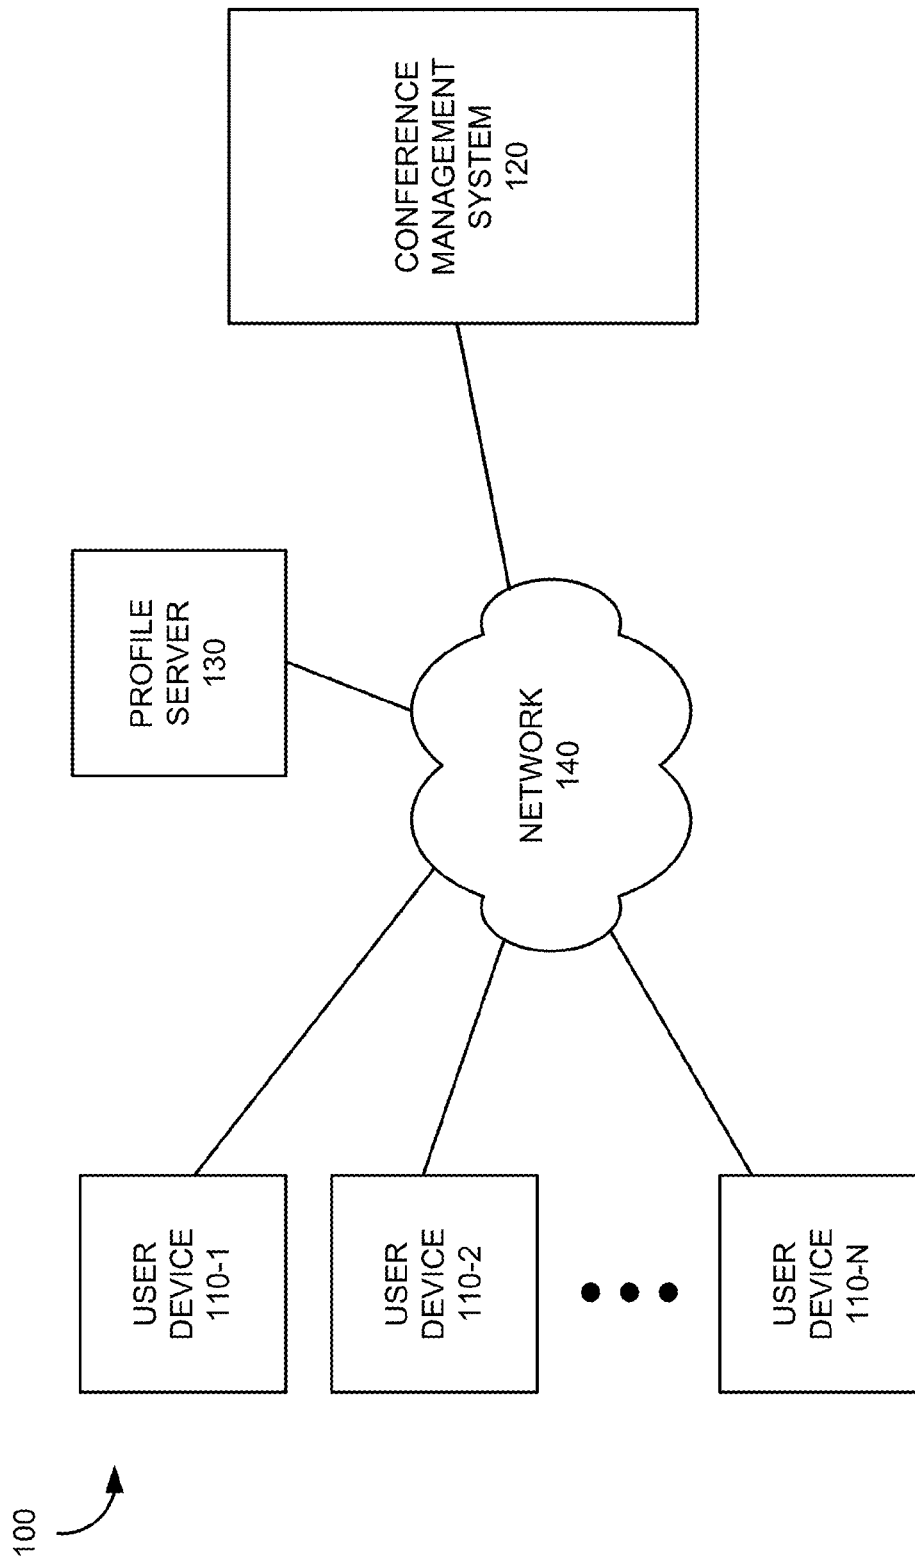 100
USER
DEVICE
110-1
USER
DEVICE
110-2
USER
DEVICE
110-N
PROFILE
SERVER
130
NETWORK
140
CONFERENCE
MANAGEMENT
SYSTEM
120